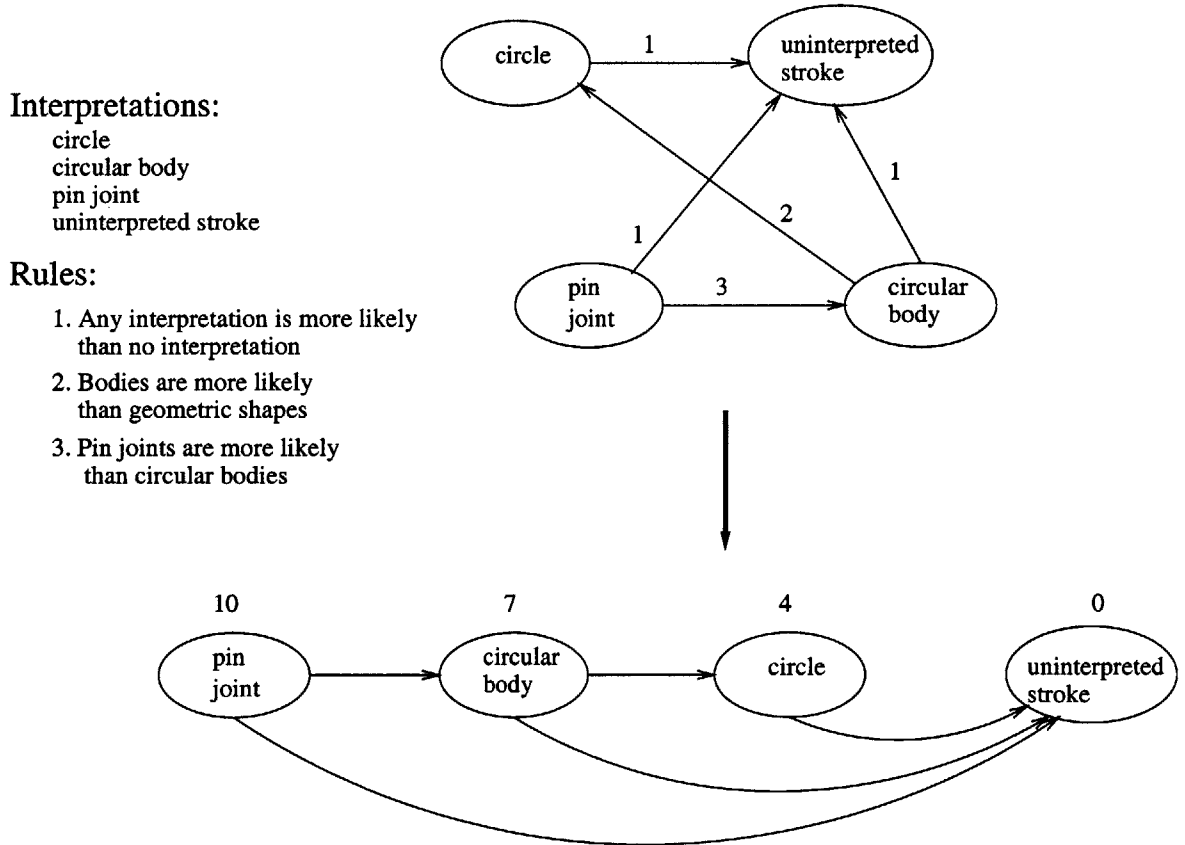 circle
1
uninterpreted
stroke
Interpretations:
circle
circular body
pin joint
uninterpreted stroke
1
2
1
Rules:
pin
joint
3
circular
body
1. Any interpretation is more likely
than no interpretation
2. Bodies are more likely
than geometric shapes
3. Pin joints are more likely
than circular bodies
10
7
4
0
pin
joint
circular
body
circle
uninterpreted
stroke